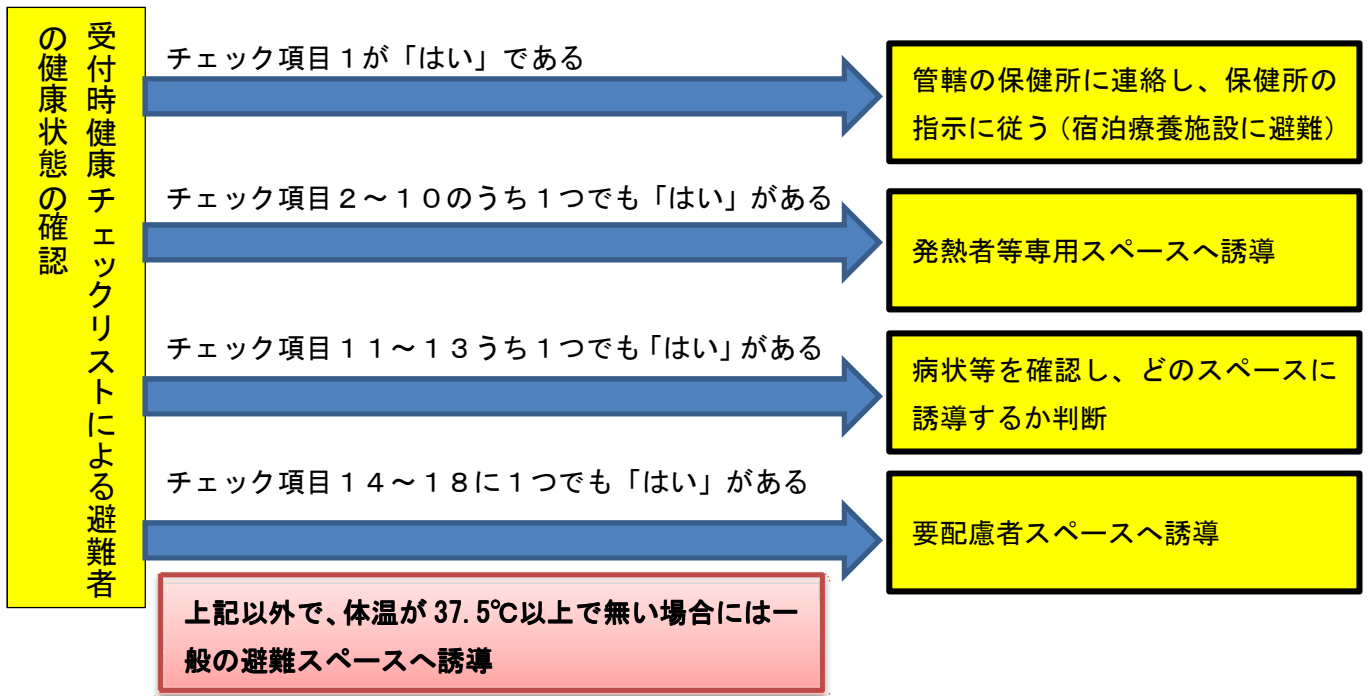 受付時健康チェックリストによる避難者
の健康状態の確認
チェック項目１が「はい」である
管轄の保健所に連絡し、保健所の
指示に従う（宿泊療養施設に避難）
チェック項目２～１０のうち１つでも「はい」がある
発熱者等専用スペースへ誘導
チェック項目１１～１３うち１つでも「はい」がある
病状等を確認し、どのスペースに
誘導するか判断
チェック項目１４～１８に１つでも「はい」がある
要配慮者スペースへ誘導
上記以外で、体温が 37.5℃以上で無い場合には一
般の避難スペースへ誘導